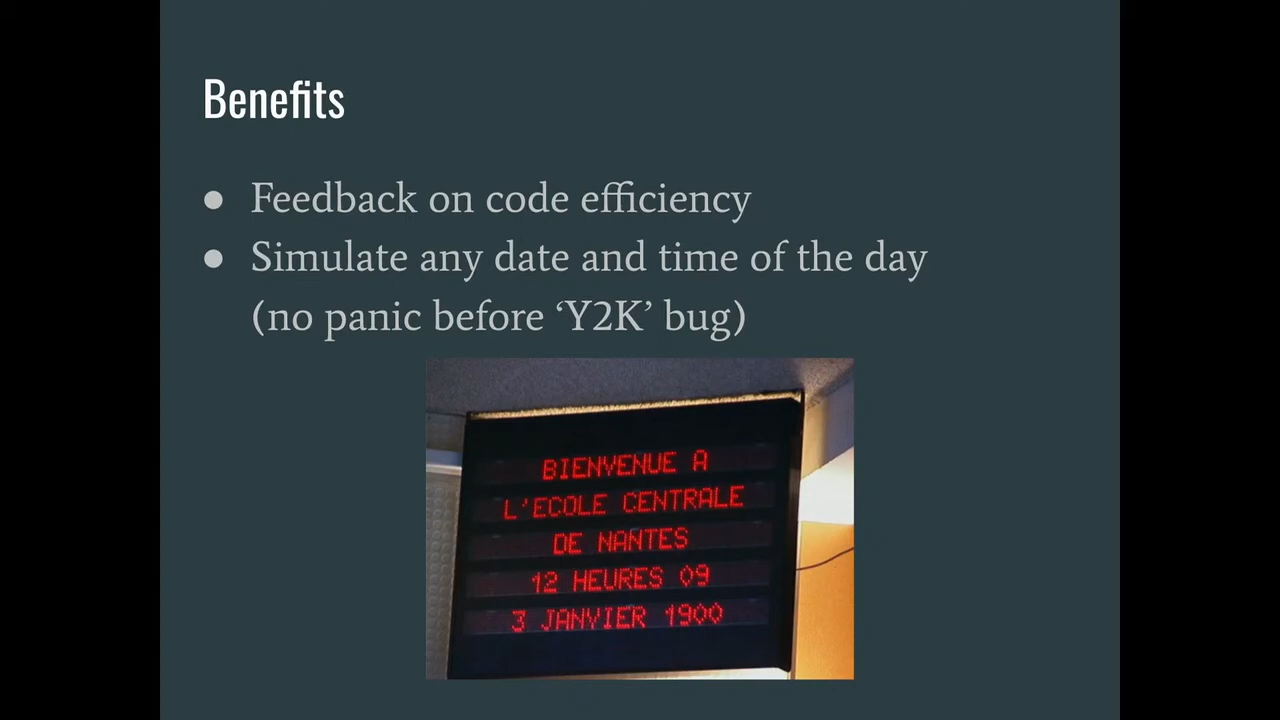 Benefits
● Feedback on code efficiency
● Simulate any date and time of the day
(no panic before ‘Y2K’ bug)
BIENVENUE A
L'ECOLE CENTRALE
DE NANTES
12 HEURES 09
3 JANVIER 1900